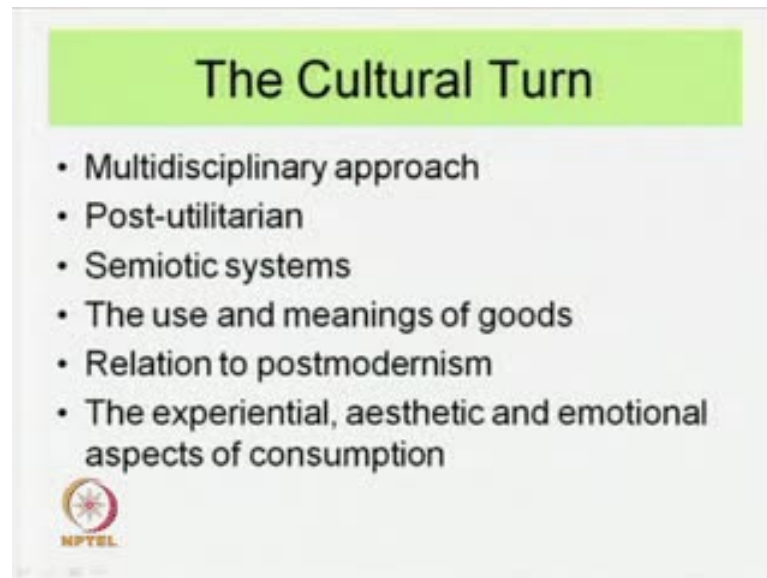 The Cultural Turn
• Multidisciplinary approach
• Post-utilitarian
• Semiotic systems
• The use and meanings of goods
• Relation to postmodernism
• The experiential, aesthetic and emotional
aspects of consumption
NPTEL